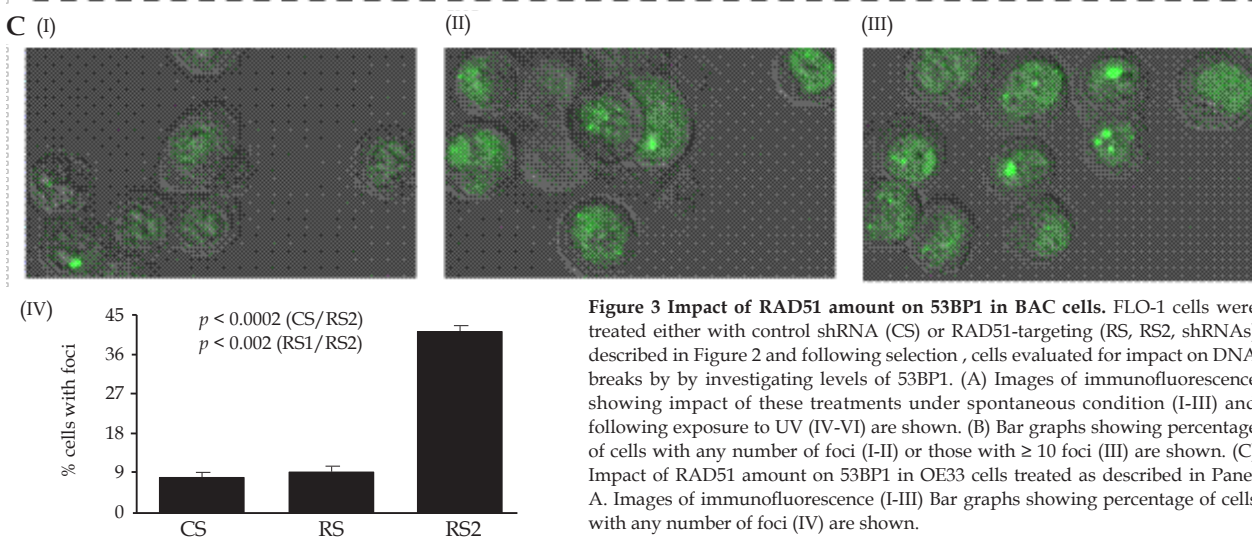 C (I)
(II)
(III)
(IV)
45
36
27
18
9
0
% cells with foci
p < 0.0002 (CS/RS2)
p < 0.002 (RS1/RS2)
CS
RS
RS2
Figure 3 Impact of RAD51 amount on 53BP1 in BAC cells. FLO-1 cells were
treated either with control shRNA (CS) or RAD51-targeting (RS, RS2, shRNAs)
described in Figure 2 and following selection , cells evaluated for impact on DNA
breaks by by investigating levels of 53BP1. (A) Images of immunofluorescence
showing impact of these treatments under spontaneous condition (I-III) and
following exposure to UV (IV-VI) are shown. (B) Bar graphs showing percentage
of cells with any number of foci (I-II) or those with ≥ 10 foci (III) are shown. (C)
Impact of RAD51 amount on 53BP1 in OE33 cells treated as described in Panel
A. Images of immunofluorescence (I-III) Bar graphs showing percentage of cells
with any number of foci (IV) are shown.